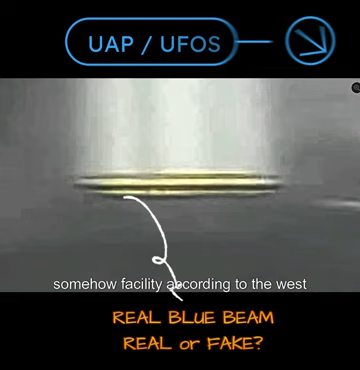 UAP / UFOS
somehow facility according to the west
REAL BLUE BEAM
REAL or FAKE?